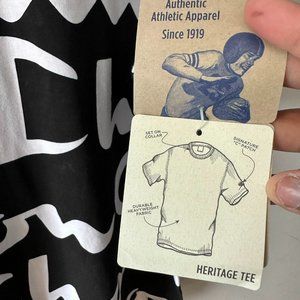 Authentic
Athletic Apparel
Since 1919
SET ON
COLLAR
SIGNATURE
"C" PATCH
DURABLE
HEAVYWEIGHT
FABRIC
HERITAGE TEE